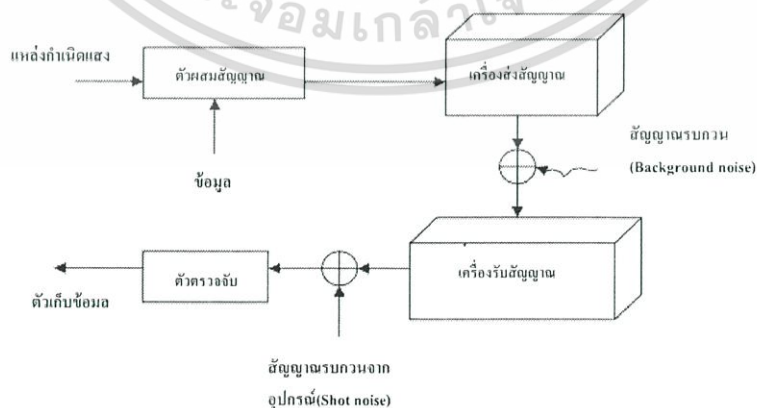 แหล่งกำเนิดแสง
ตัวผสมสัญญาณ
เครื่องส่งสัญญาณ
ข้อมูล
สัญญาณรบกวน
(Background noise)
เครื่องรับสัญญาณ
ตัวตรวจจับ
ตัวเก็บข้อมล
สัญญาณรบกวนจาก
อุปกรณ์(Shot noise)